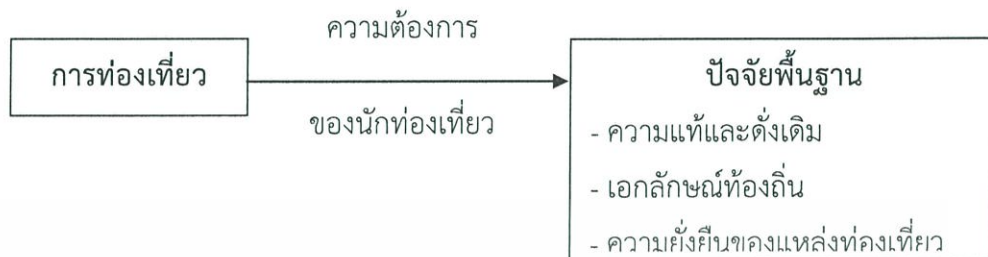 ความต้องการ
การท่องเที่ยว
ของนักท่องเที่ยว
ปัจจัยพื้นฐาน
- ความแท้และดั่งเดิม
- เอกลักษณ์ท้องถิ่น
- ความยั่งยืนของแหล่งท่องเที่ยว